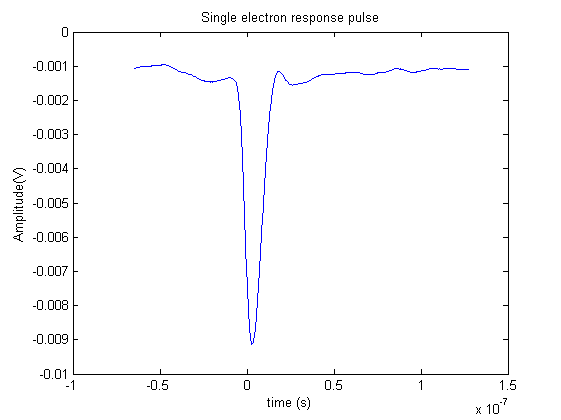 Single electron response pulse
0
-0.001
-0.002
-0.003
-0.004
-0.005
-0.006
-0.007
-0.008
-0.009
-0.01
Amplitude(V)
-1 -0.5 0 0.5 1 1.5
time (s)
x 10^-7